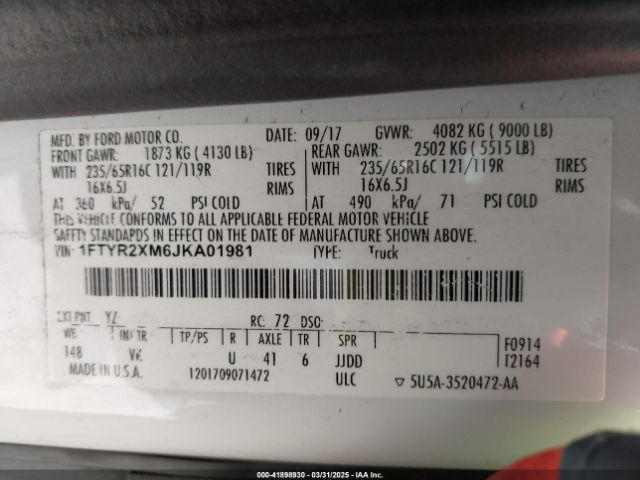 MFD. BY FORD MOTOR CO. DATE: 09/17 GVWR: 4082 KG ( 9000 LB)
FRONT GAWR: 1873 KG ( 4130 LB) REAR GAWR: 2502 KG ( 5515 LB)
WITH 235/65R16C 121/119R TIRES WITH 235/65R16C 121/119R TIRES
16X6.5J RIMS 16X6.5J RIMS
AT 360 kPa/ 52 PSI COLD AT 490 kPa/ 71 PSI COLD
THIS VEHICLE CONFORMS TO ALL APPLICABLE FEDERAL MOTOR VEHICLE
SAFTY STANDARDS IN EFFECT ON THE DATE OF MANUFACTURE SHOWN ABOVE.
VIN: 1FTYR2XM6JKA01981 TYPE: Truck
EXT PNT YZ RC: 72 DSO:
WB INT TR TP/PS R AXLE TR SPR F0914
148 VK U 41 6 JJDD T2164
MADE IN U.S.A. 1201709071472 ULC ▽ 5U5A-3520472-AA
00-41898930 - 03/31/2025 - IAAI.com